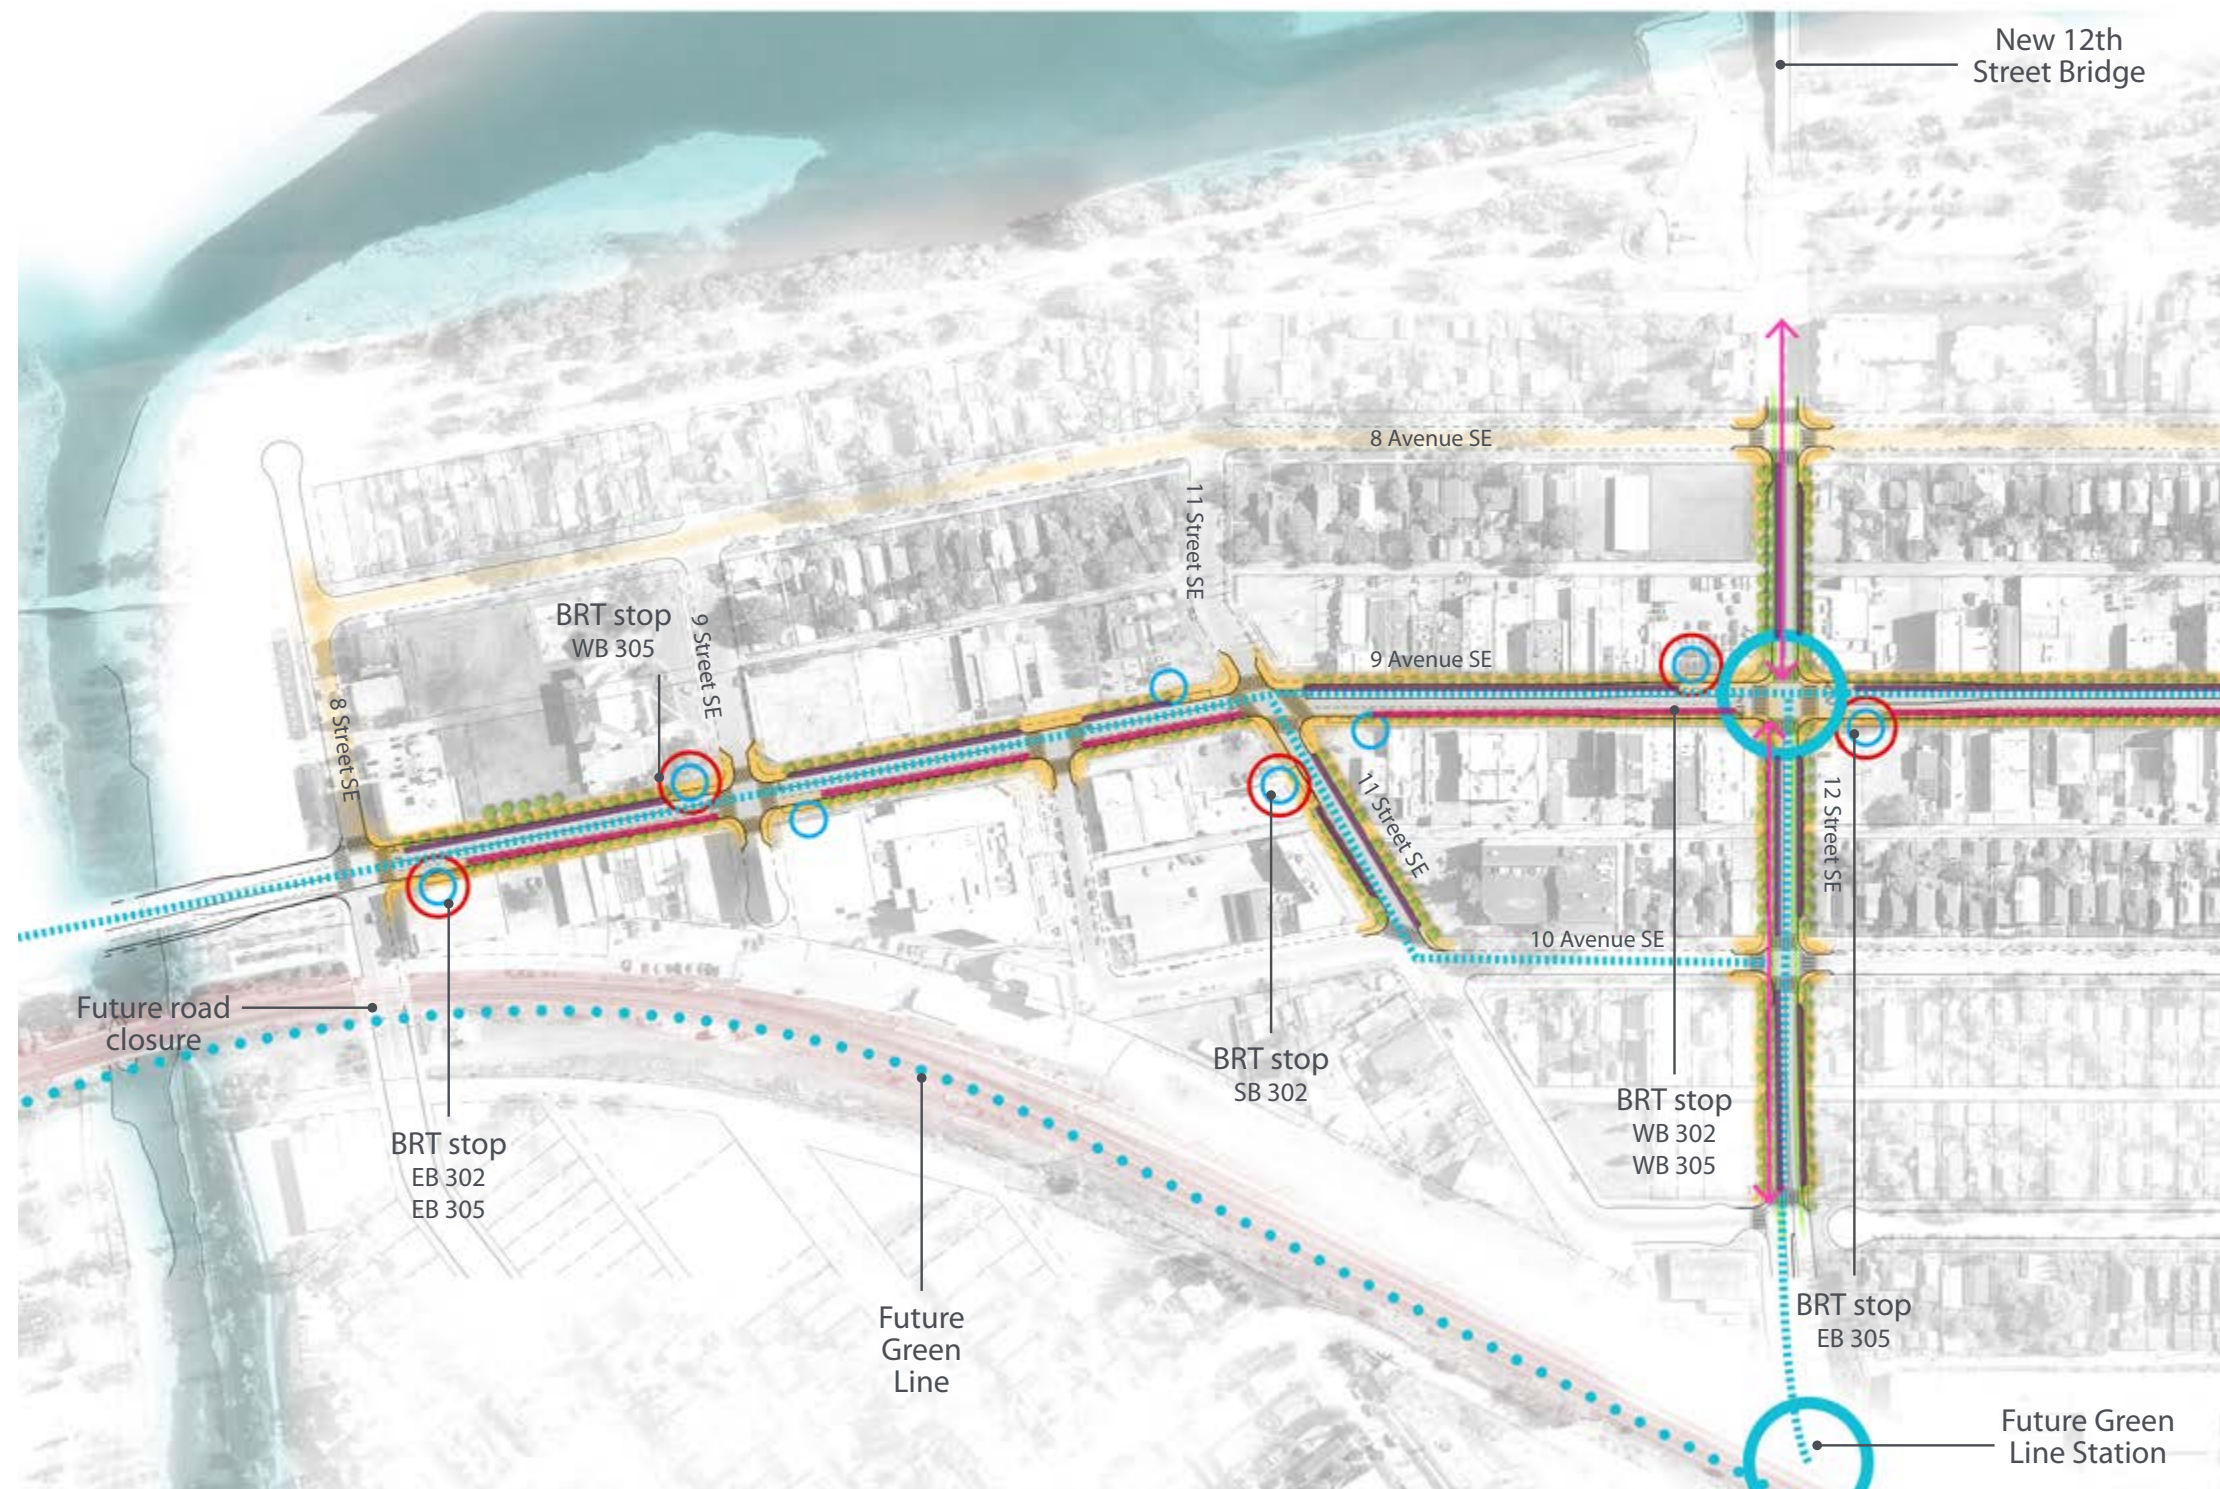 New 12th
Street Bridge
8 Avenue SE
11 Street SE
BRT stop
WB 305
9 Street SE
9 Avenue SE
8 Street SE
11 Street SE
12 Street SE
10 Avenue SE
Future road
closure
BRT stop
SB 302
BRT stop
WB 302
WB 305
BRT stop
EB 302
EB 305
Future
Green
Line
BRT stop
EB 305
Future Green
Line Station